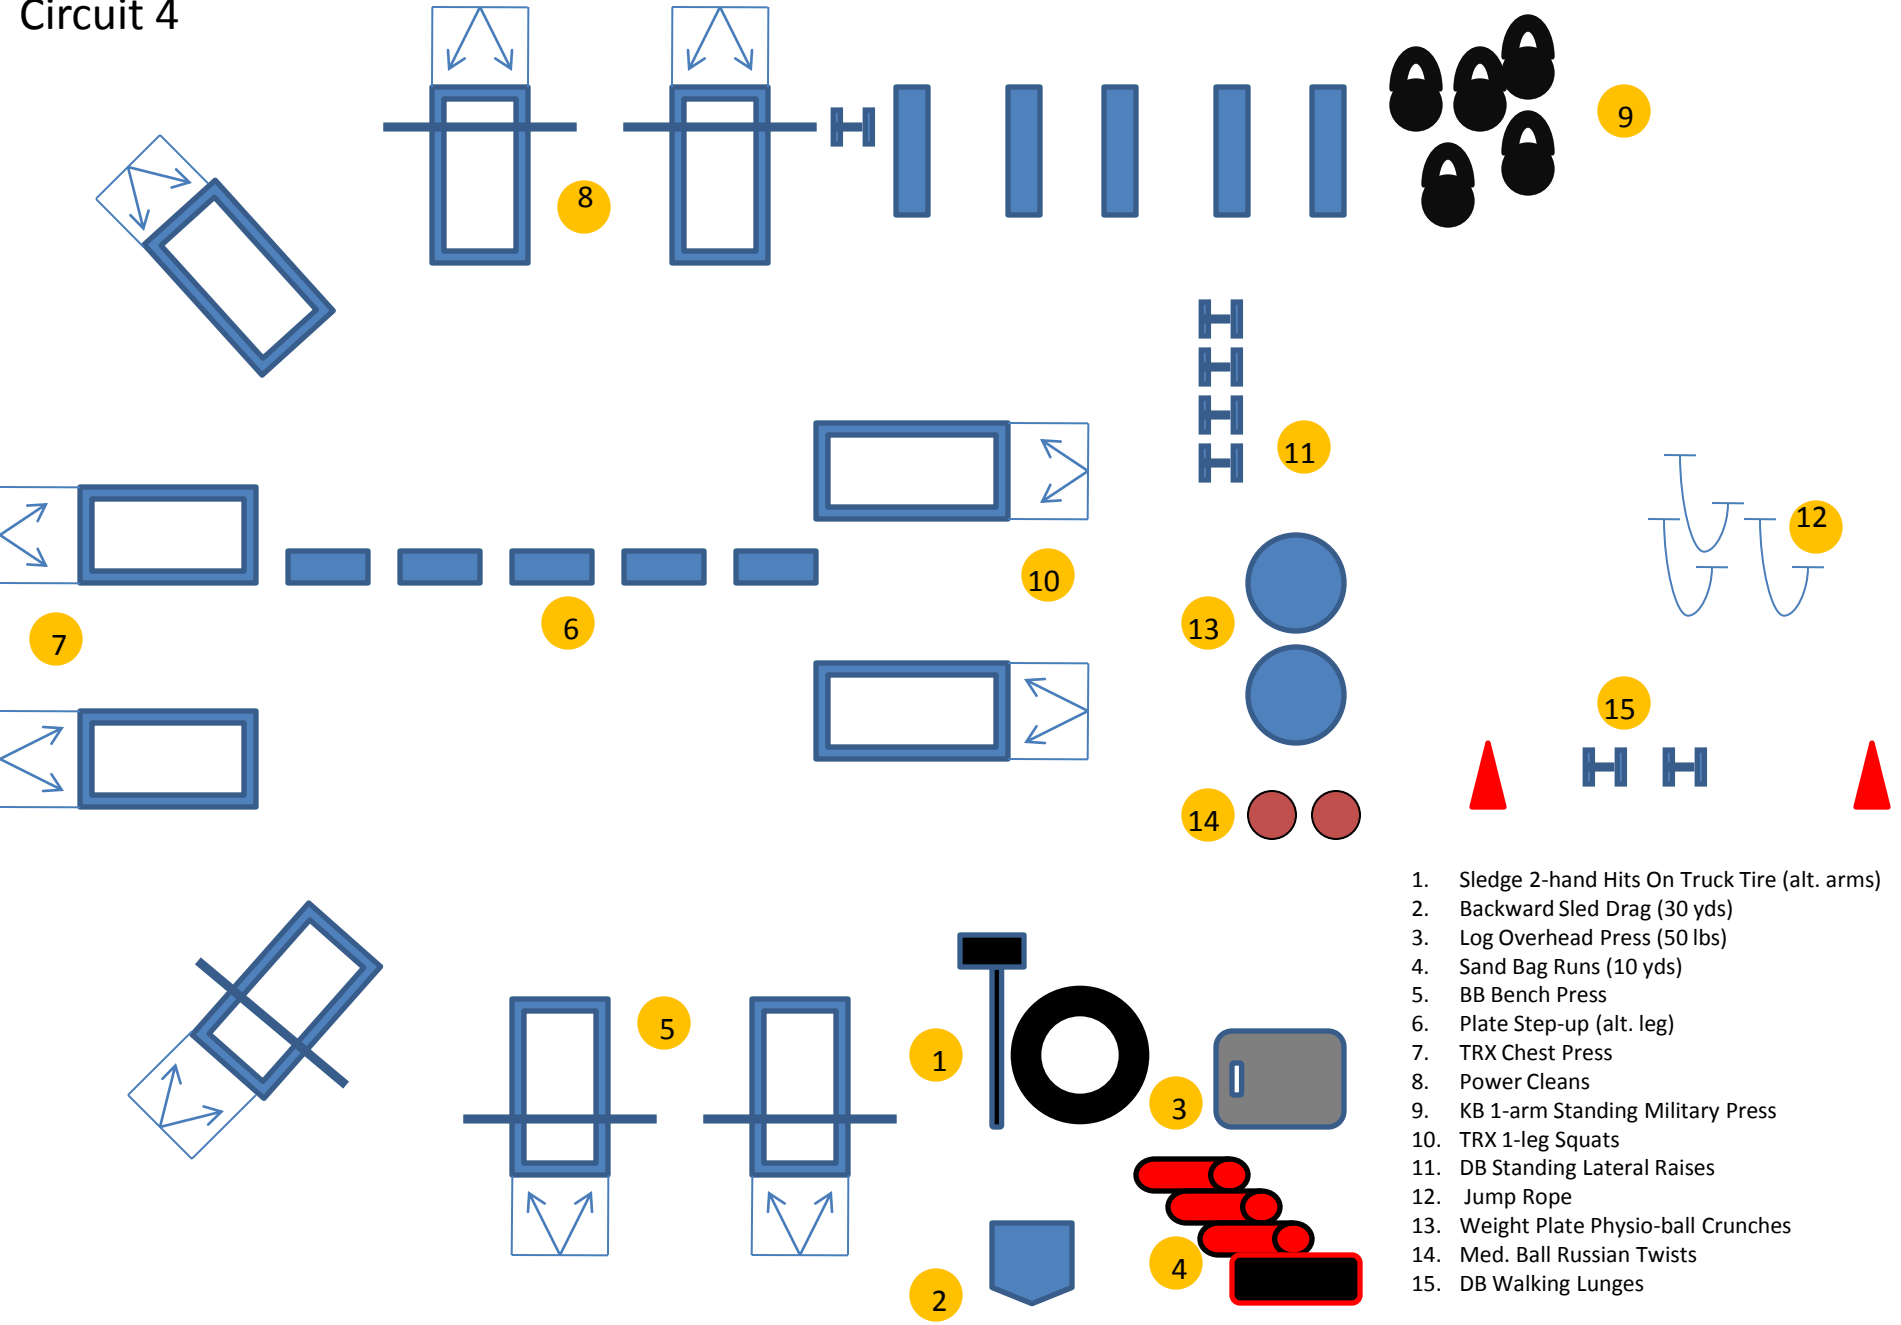 Circuit 4
8
9
11
12
10
13
6
7
15
14
5
1
3
4
2
1. Sledge 2-hand Hits On Truck Tire (alt. arms)
2. Backward Sled Drag (30 yds)
3. Log Overhead Press (50 lbs)
4. Sand Bag Runs (10 yds)
5. BB Bench Press
6. Plate Step-up (alt. leg)
7. TRX Chest Press
8. Power Cleans
9. KB 1-arm Standing Military Press
10. TRX 1-leg Squats
11. DB Standing Lateral Raises
12. Jump Rope
13. Weight Plate Physio-ball Crunches
14. Med. Ball Russian Twists
15. DB Walking Lunges